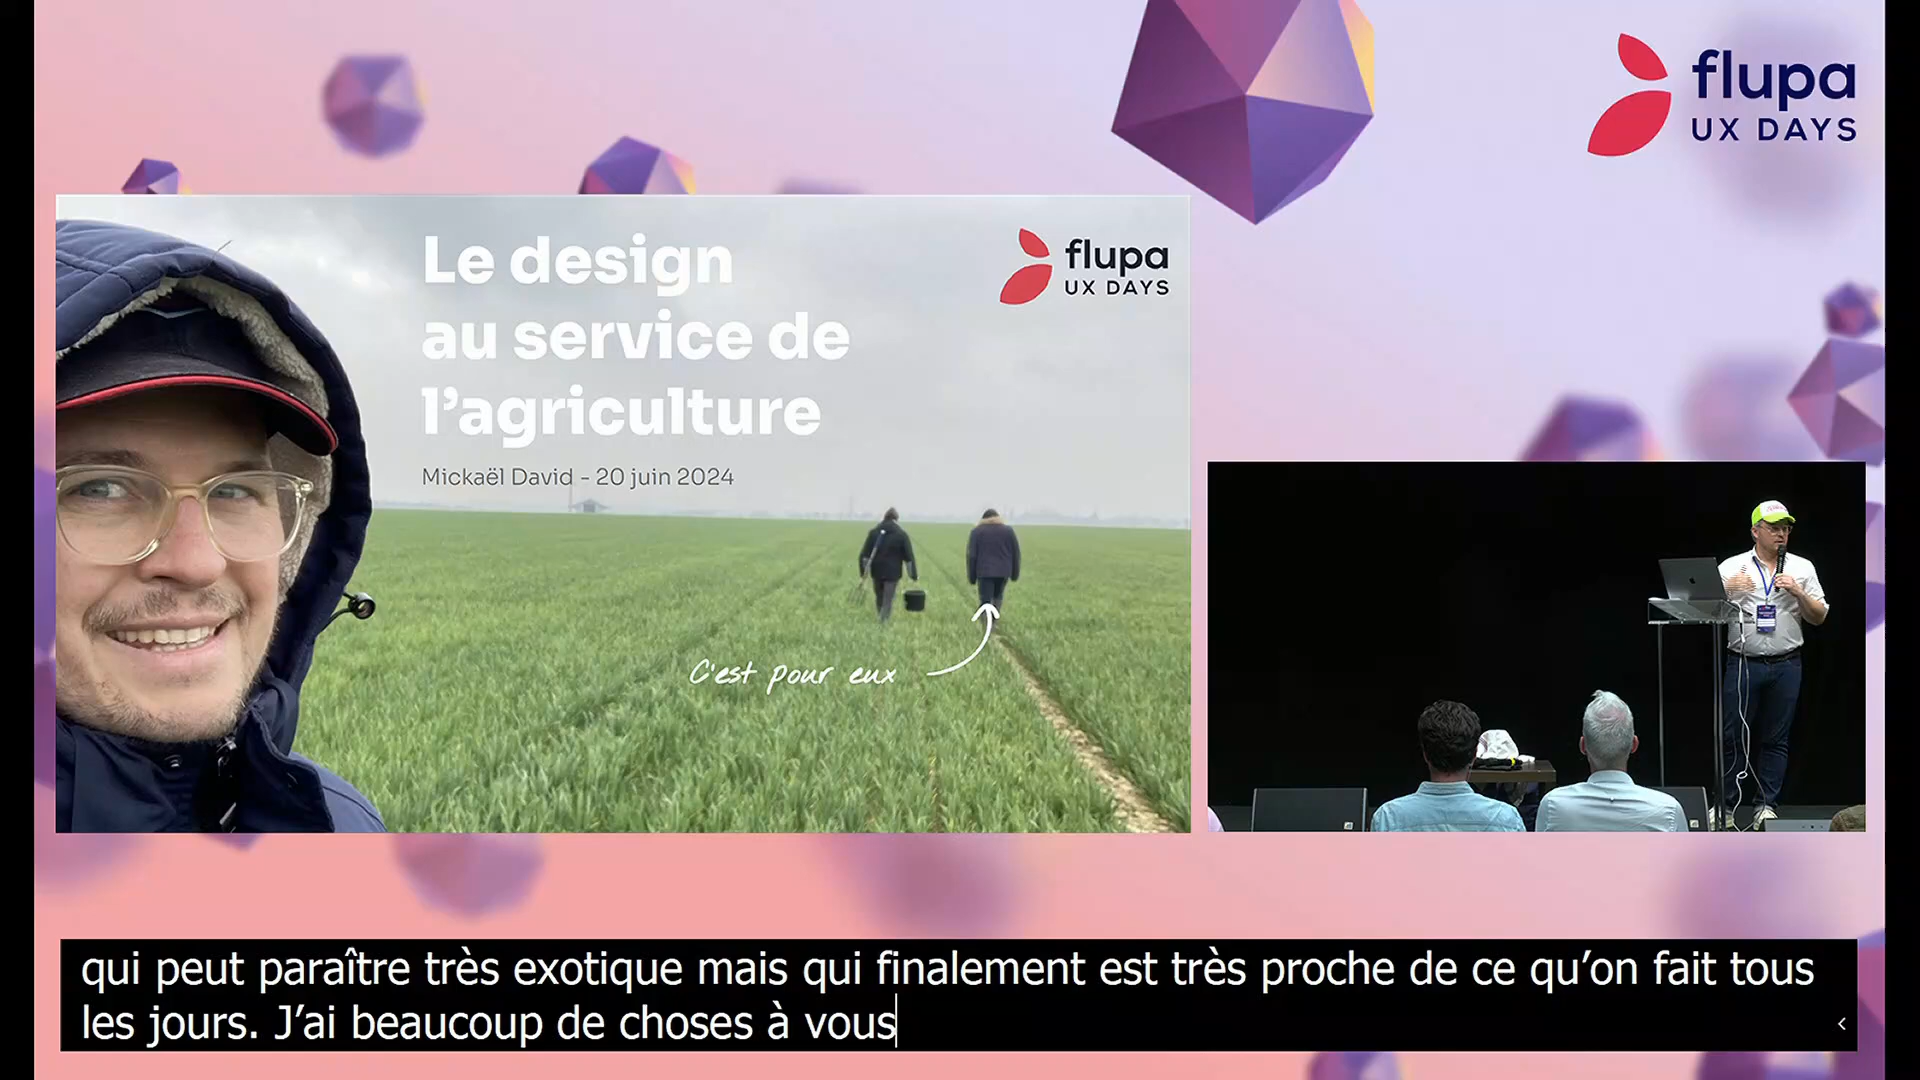 flupa
UX DAYS
Le design
au service de
l’agriculture
Mickaël David - 20 juin 2024
flupa
UX DAYS
C'est pour eux
qui peut paraître très exotique mais qui finalement est très proche de ce qu’on fait tous
les jours. J’ai beaucoup de choses à vous